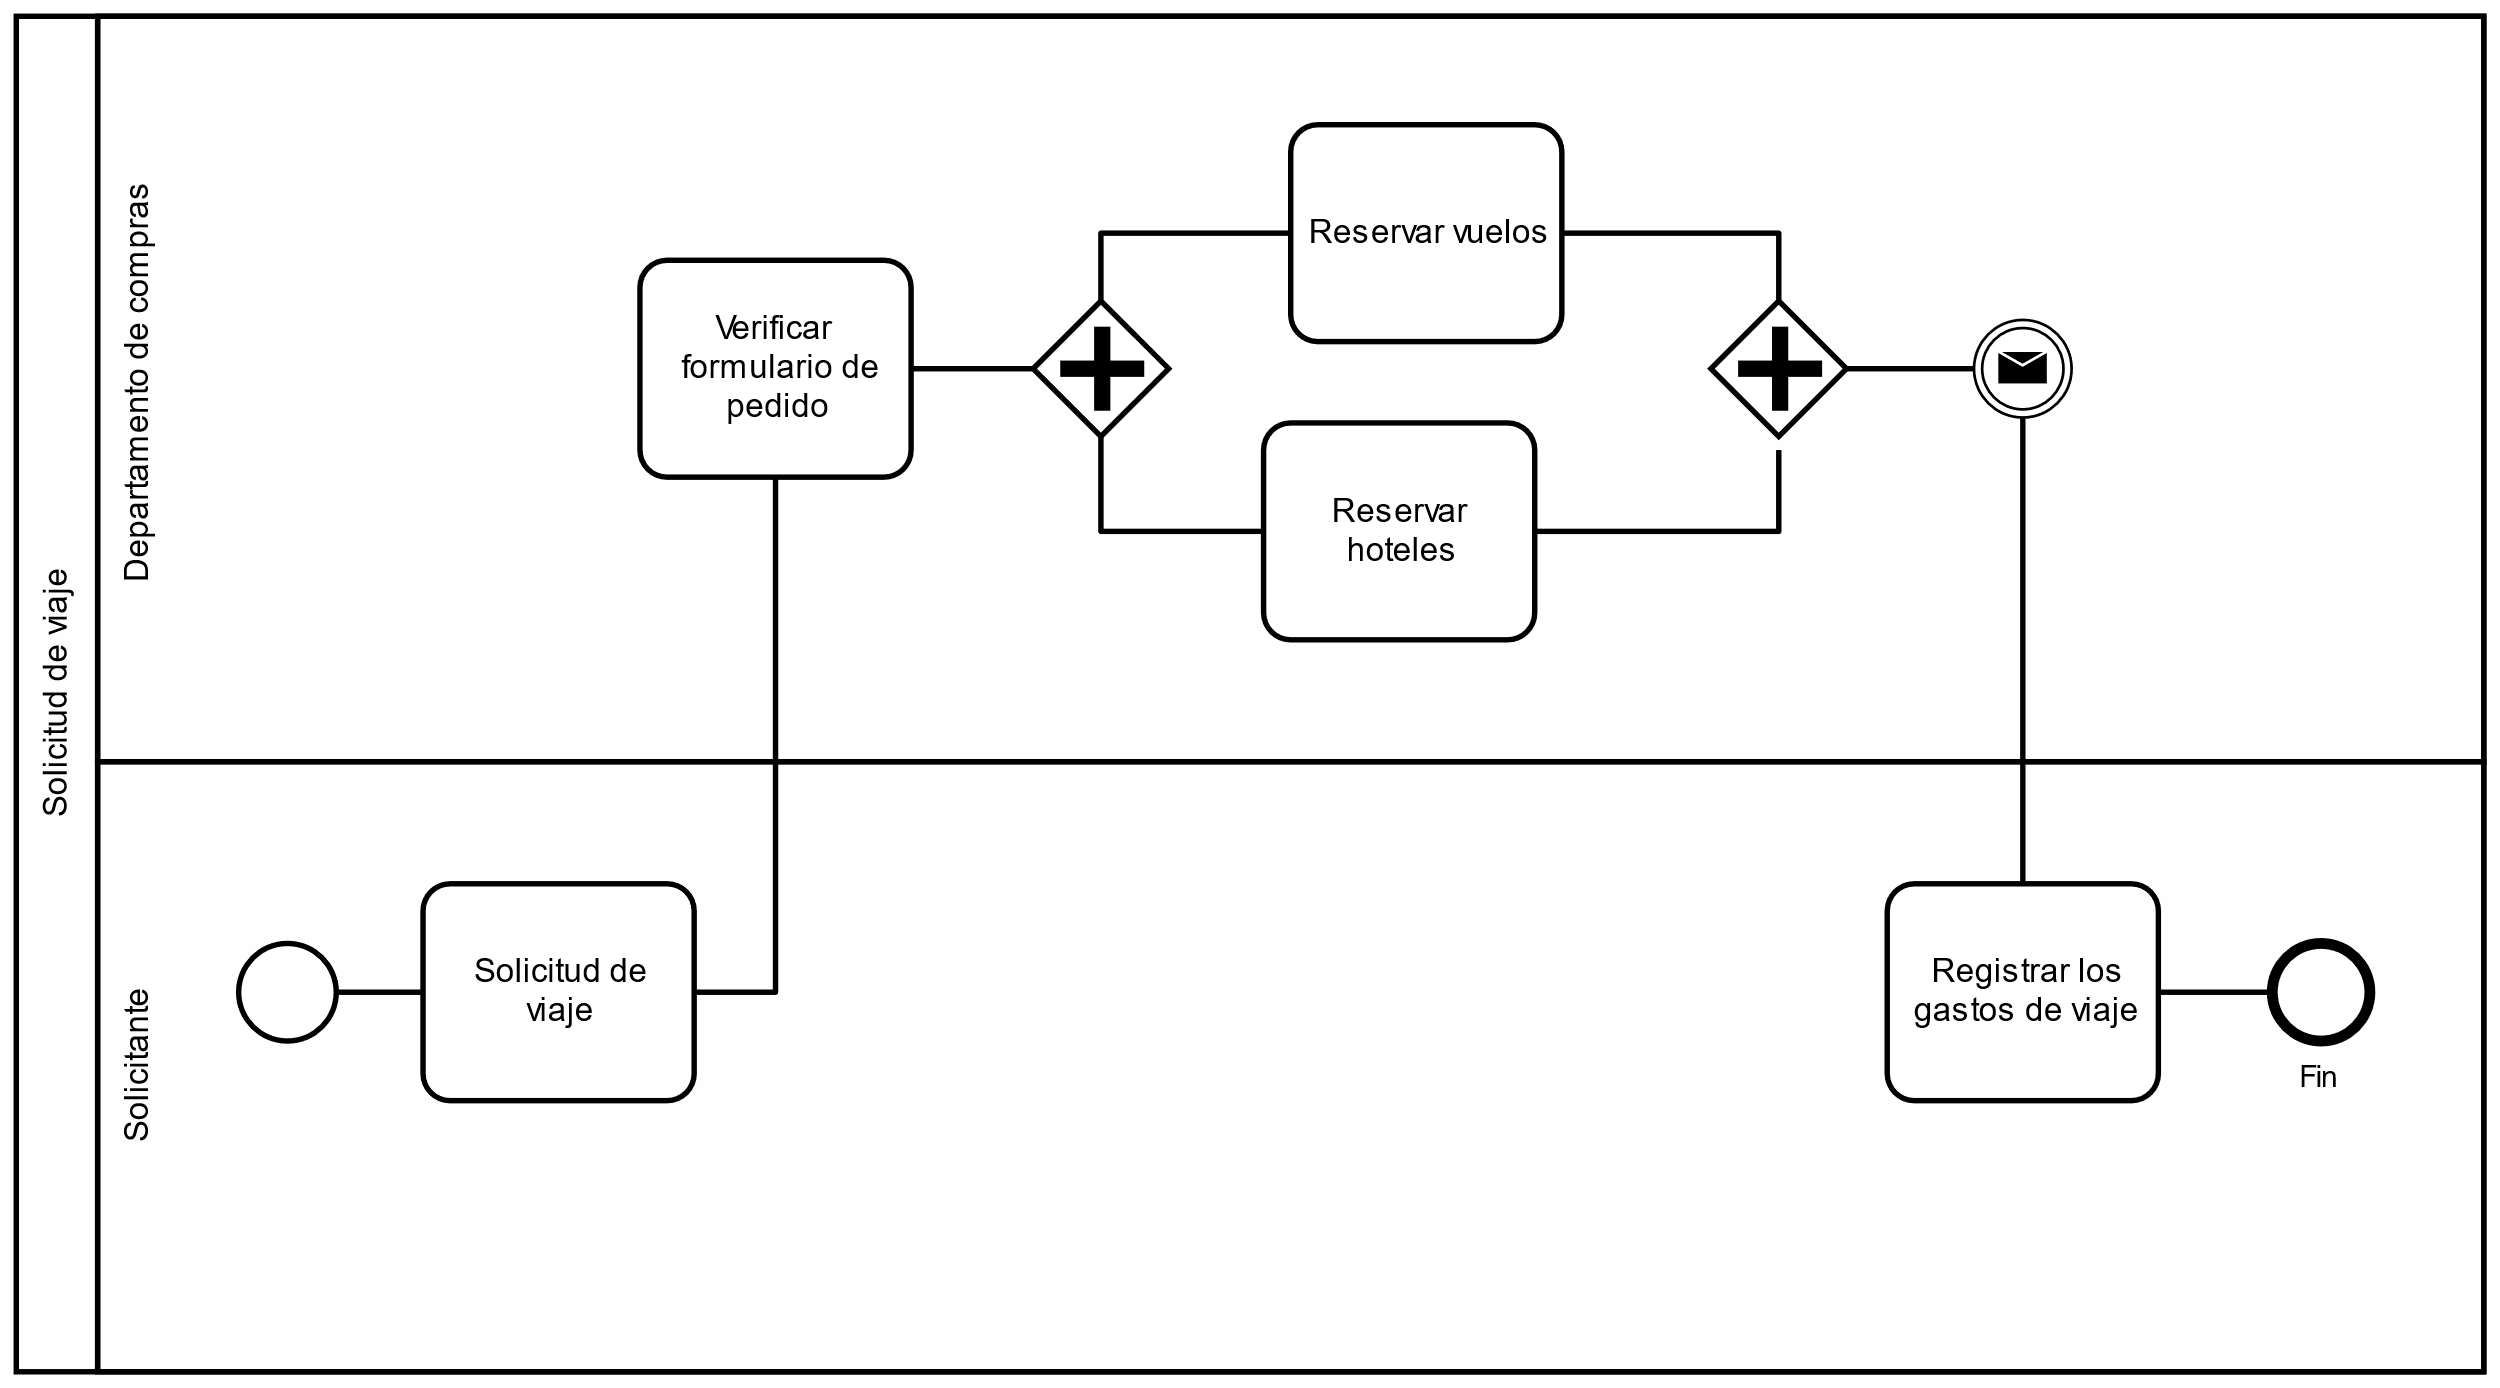 Solicitud de viaje
Departamento de compras
Verificar
formulario de
pedido
Reservar vuelos
Reservar
hoteles
Solicitante
Solicitud de
viaje
Registrar los
gastos de viaje
Fin